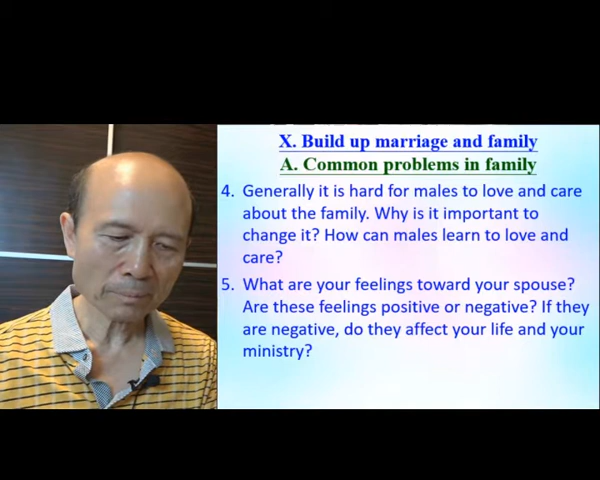 X. Build up marriage and family
A. Common problems in family
4. Generally it is hard for males to love and care
about the family. Why is it important to
change it? How can males learn to love and
care?
5. What are your feelings toward your spouse?
Are these feelings positive or negative? If they
are negative, do they affect your life and your
ministry?